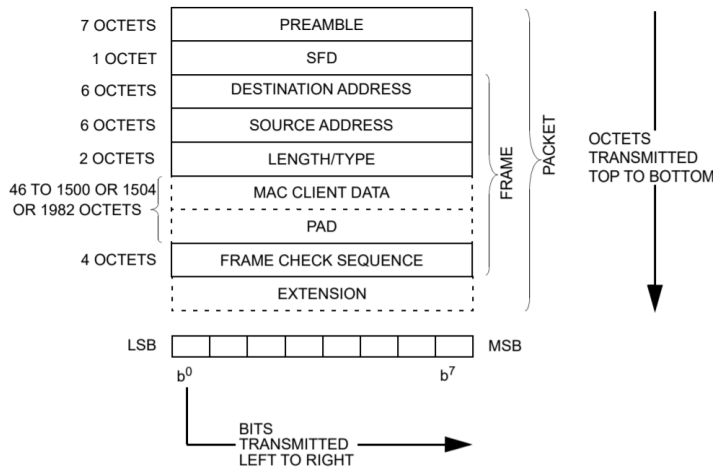 7 OCTETS PREAMBLE
1 OCTET SFD
6 OCTETS DESTINATION ADDRESS
6 OCTETS SOURCE ADDRESS
2 OCTETS LENGTH/TYPE
46 TO 1500 OR 1504
OR 1982 OCTETS
MAC CLIENT DATA
PAD
4 OCTETS FRAME CHECK SEQUENCE
EXTENSION
FRAME
PACKET
OCTETS
TRANSMITTED
TOP TO BOTTOM
LSB MSB
b0 b7
BITS
TRANSMITTED
LEFT TO RIGHT